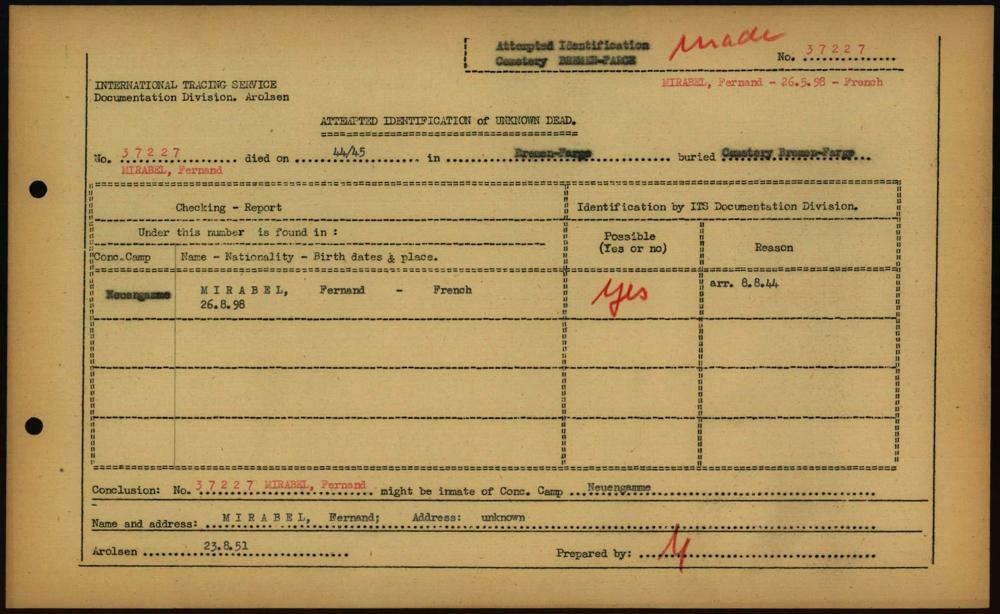 Attempted Identification made
Cemetery BREMEN-FARGE No. 37227
MIRABEL, Fernand - 26.5.98 - French
INTERNATIONAL TRACING SERVICE
Documentation Division. Arolsen
ATTEMPTED IDENTIFICATION of UNKNOWN DEAD.
No. 37227 died on 44/45 in Bremen-Farge buried Cemetery Bremen-Farge
MIRABEL, Fernand
Checking - Report
Identification by ITS Documentation Division.
Under this number is found in :
Possible
(Yes or no)
Reason
Conc.Camp Name - Nationality - Birth dates & place.
Neuengamme MIRABEL, Fernand - French yes arr. 8.8.44
26.8.98
Conclusion: No. 37227 MIRABEL, Fernand might be inmate of Conc. Camp Neuengamme
Name and address: MIRABEL, Fernand; Address: unknown
Arolsen 23.8.51 Prepared by: